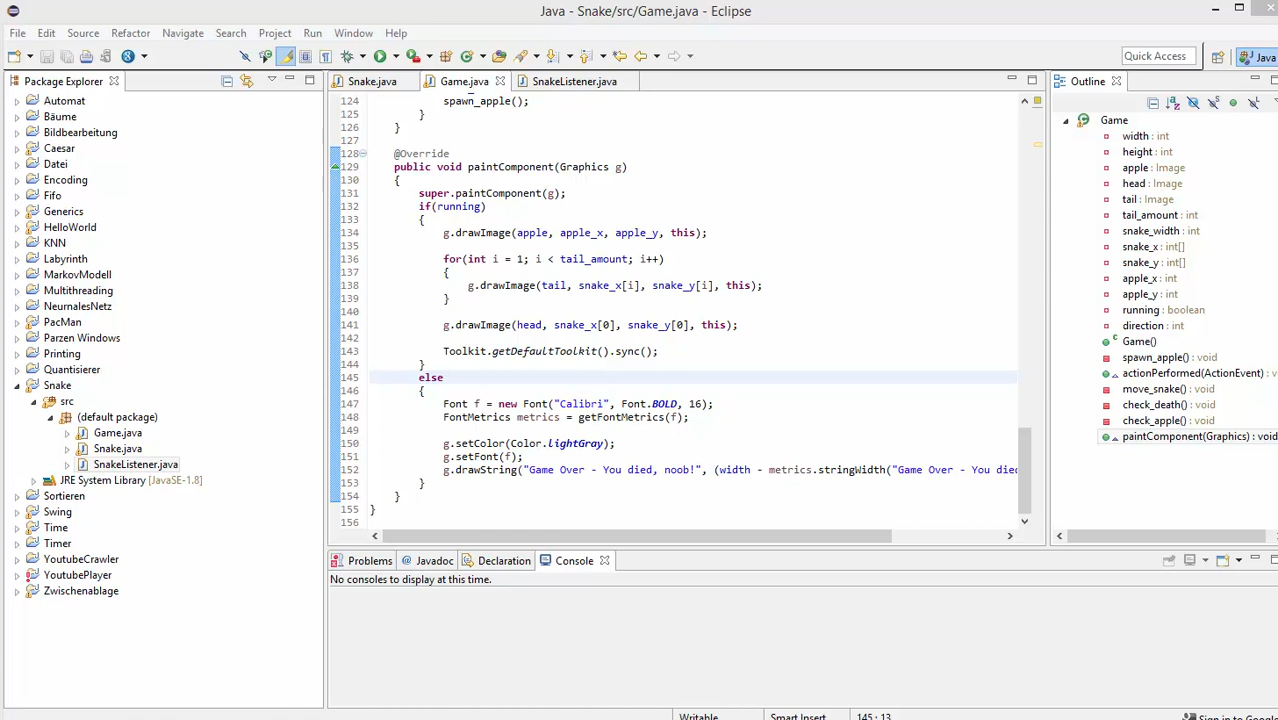 Java - Snake/src/Game.java - Eclipse
File Edit Source Refactor Navigate Search Project Run Window Help
Quick Access
Java
Package Explorer
Automat
Bäume
Bildbearbeitung
Caesar
Datei
Encoding
Fifo
Generics
HelloWorld
KNN
Labyrinth
MarkovModell
Multithreading
NeurnalesNetz
PacMan
Parzen Windows
Printing
Quantisierer
Snake
src
(default package)
Game.java
Snake.java
SnakeListener.java
JRE System Library [JavaSE-1.8]
Sortieren
Swing
Time
Timer
YoutubeCrawler
YoutubePlayer
Zwischenablage
Snake.java Game.java SnakeListener.java
124 spawn_apple();
125 }
126 }
127
128 @Override
129 public void paintComponent(Graphics g)
130 {
131 super.paintComponent(g);
132 if(running)
133 {
134 g.drawImage(apple, apple_x, apple_y, this);
135
136 for(int i = 1; i < tail_amount; i++)
137 {
138 g.drawImage(tail, snake_x[i], snake_y[i], this);
139 }
140
141 g.drawImage(head, snake_x[0], snake_y[0], this);
142
143 Toolkit.getDefaultToolkit().sync();
144 }
145 else
146 {
147 Font f = new Font("Calibri", Font.BOLD, 16);
148 FontMetrics metrics = getFontMetrics(f);
149
150 g.setColor(Color.lightGray);
151 g.setFont(f);
152 g.drawString("Game Over - You died, noob!", (width - metrics.stringWidth("Game Over - You died
153 }
154 }
155 }
156
Outline
Game
width : int
height : int
apple : Image
head : Image
tail : Image
tail_amount : int
snake_width : int
snake_x : int[]
snake_y : int[]
apple_x : int
apple_y : int
running : boolean
direction : int
Game()
spawn_apple() : void
actionPerformed(ActionEvent) : void
move_snake() : void
check_death() : void
check_apple() : void
paintComponent(Graphics) : void
Problems @ Javadoc Declaration Console
No consoles to display at this time.
Writable Smart Insert 145 : 13 Sign in to Google